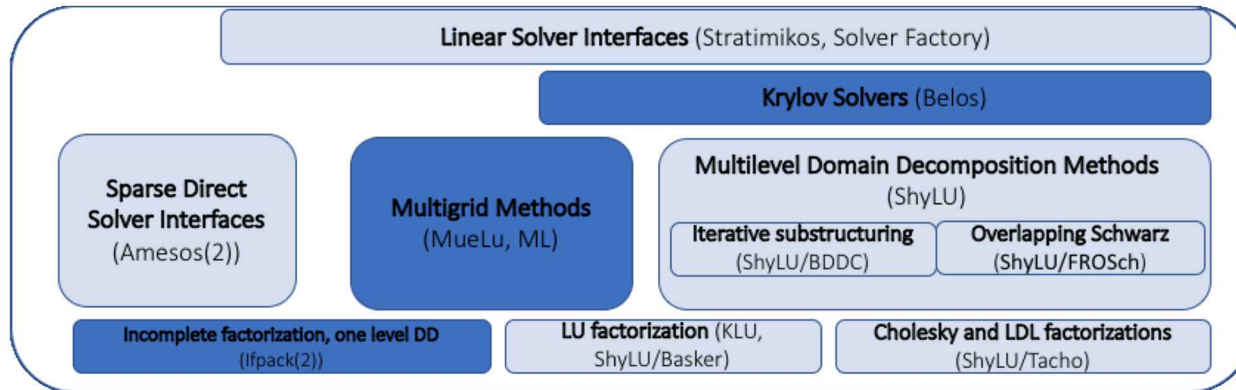 Linear Solver Interfaces (Stratimikos, Solver Factory)
Krylov Solvers (Belos)
Sparse Direct
Solver Interfaces
(Amesos(2))
Multigrid Methods
(MueLu, ML)
Multilevel Domain Decomposition Methods
(ShyLU)
Iterative substructuring
(ShyLU/BDDC)
Overlapping Schwarz
(ShyLU/FROSch)
Incomplete factorization, one level DD
(Ifpack(2))
LU factorization (KLU,
ShyLU/Basker)
Cholesky and LDL factorizations
(ShyLU/Tacho)